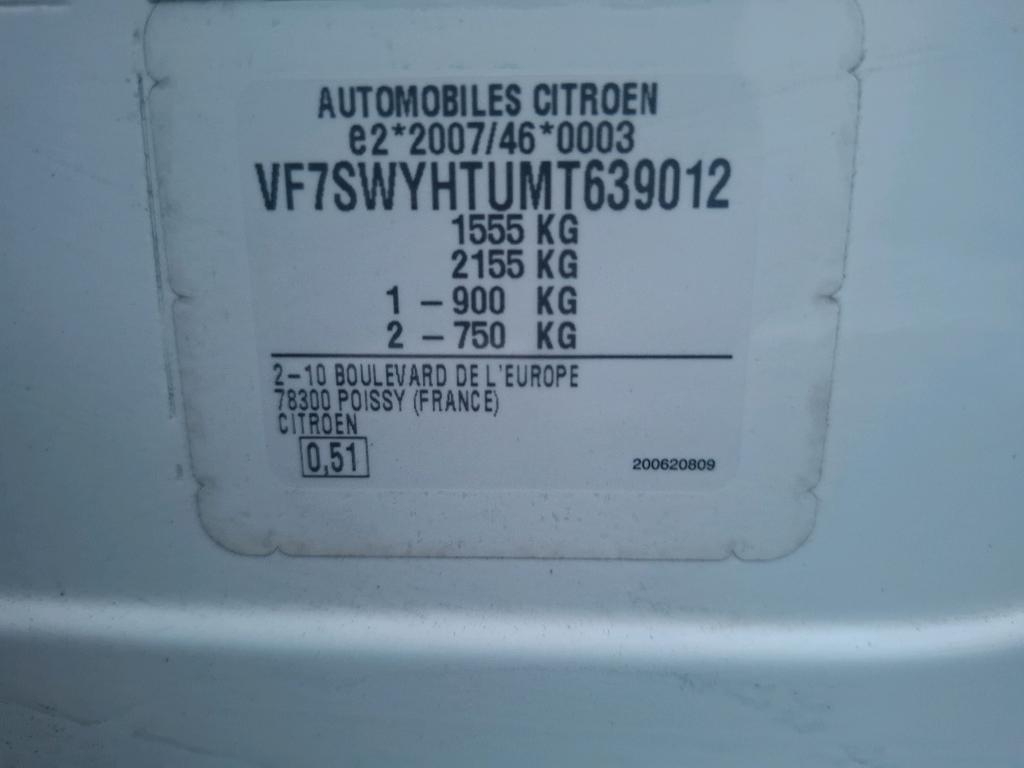 AUTOMOBILES CITROEN
e2*2007/46*0003
VF7SWYHTUMT639012
1555 KG
2155 KG
1 – 900 KG
2 – 750 KG
2–10 BOULEVARD DE L'EUROPE
78300 POISSY (FRANCE)
CITROEN
0,51
200620809